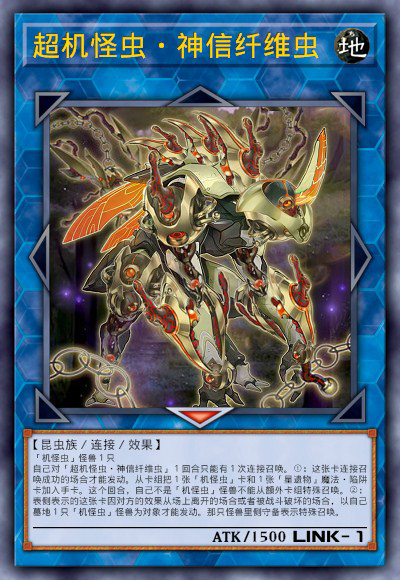 超机怪虫・神信纤维虫
地
【昆虫族/连接/效果】
「机怪虫」怪兽1只
自己对「超机怪虫・神信纤维虫」1回合只能有1次连接召唤。①：这张卡连接召
唤成功的场合才能发动。从卡组把1张「机怪虫」卡和1张「星遗物」魔法・陷阱
卡加入手卡。这个回合，自己不是「机怪虫」怪兽不能从额外卡组特殊召唤。②：
表侧表示的这张卡因对方的效果从场上离开的场合或者被战斗破坏的场合，以自己
墓地1只「机怪虫」怪兽为对象才能发动。那只怪兽里侧守备表示特殊召唤。
ATK/1500 LINK-1